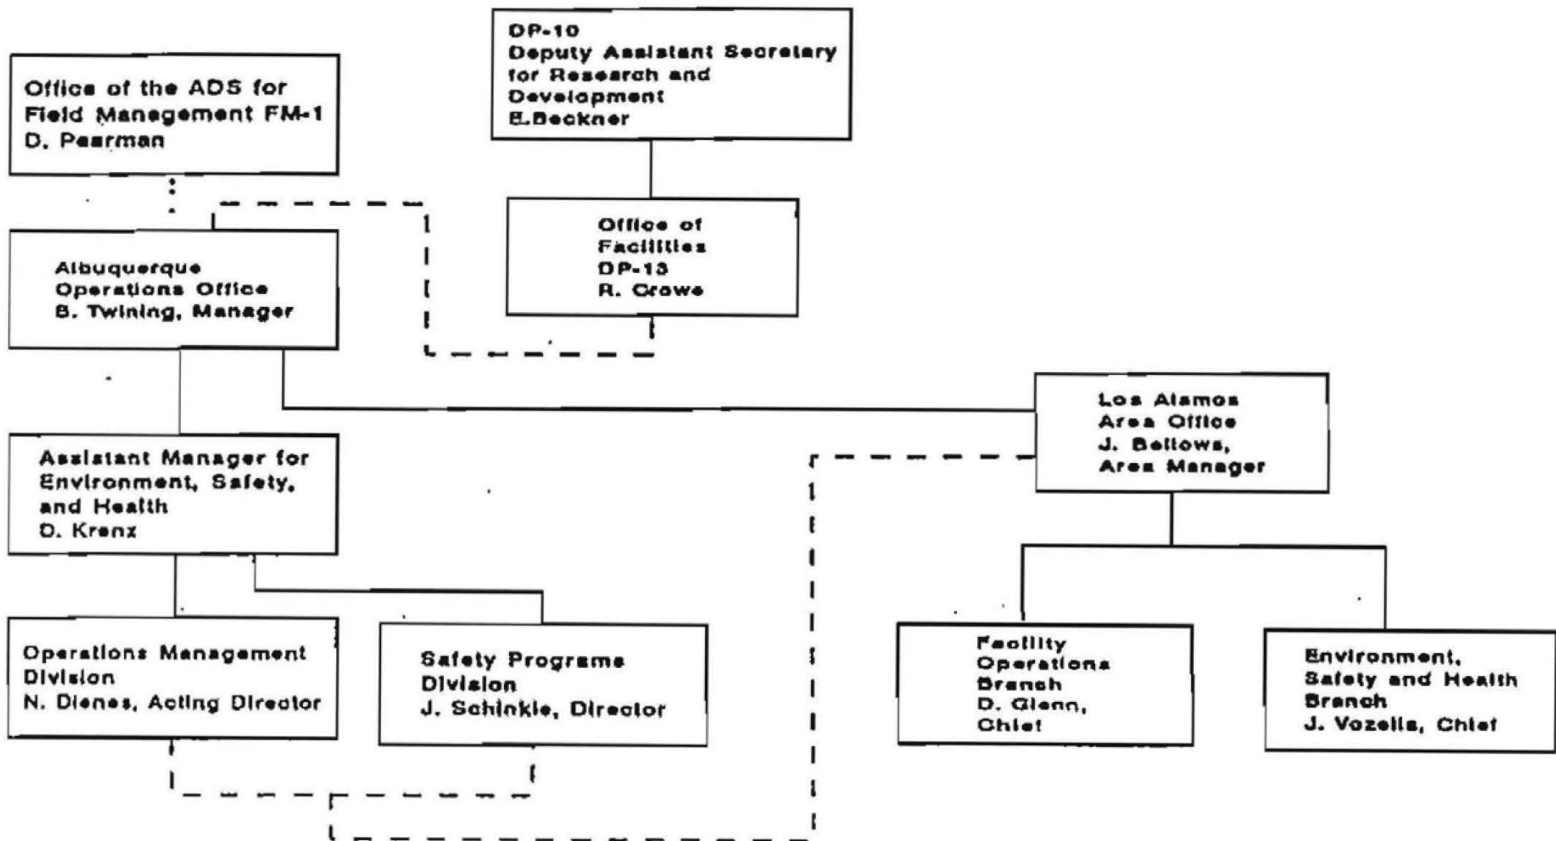 Office of the ADS for
Field Management FM-1
D. Pearman
DP-10
Deputy Assistant Secretary
for Research and
Development
E.Beckner
Office of
Facilities
DP-13
R. Crowe
Albuquerque
Operations Office
B. Twining, Manager
Los Alamos
Area Office
J. Bellows,
Area Manager
Assistant Manager for
Environment, Safety,
and Health
D. Krenz
Operations Management
Division
N. Dienes, Acting Director
Safety Programs
Division
J. Schinkle, Director
Facility
Operations
Branch
D. Glenn,
Chief
Environment,
Safety and Health
Branch
J. Vozella, Chief